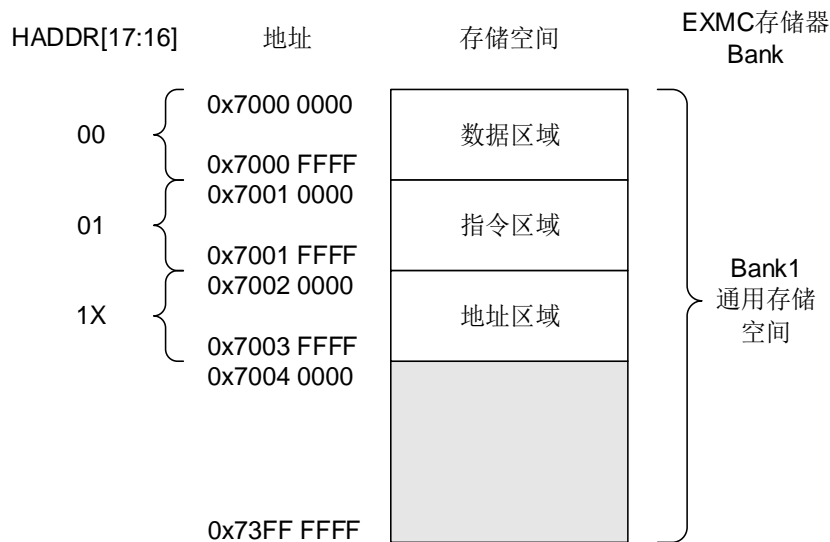 HADDR[17:16] 地址 存储空间 EXMC存储器
Bank
0x7000 0000
00 数据区域
0x7000 FFFF
0x7001 0000
01 指令区域
0x7001 FFFF
0x7002 0000
1X 地址区域
0x7003 FFFF
0x7004 0000
Bank1
通用存储
空间
0x73FF FFFF